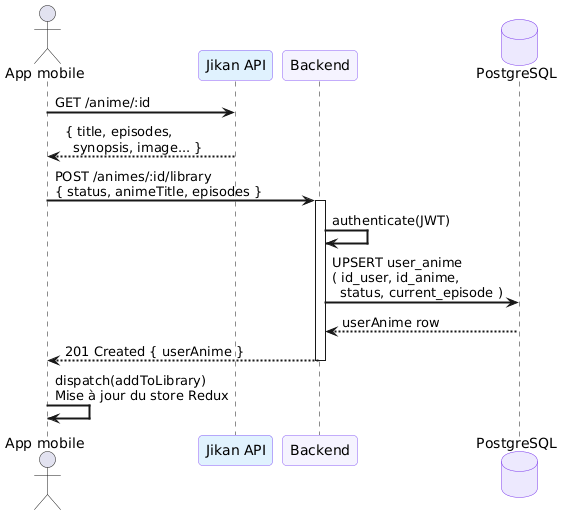 App mobile
Jikan API
Backend
PostgreSQL
GET /anime/:id
{ title, episodes,
synopsis, image... }
POST /animes/:id/library
{ status, animeTitle, episodes }
authenticate(JWT)
UPSERT user_anime
( id_user, id_anime,
status, current_episode )
userAnime row
201 Created { userAnime }
dispatch(addToLibrary)
Mise à jour du store Redux
App mobile
Jikan API
Backend
PostgreSQL